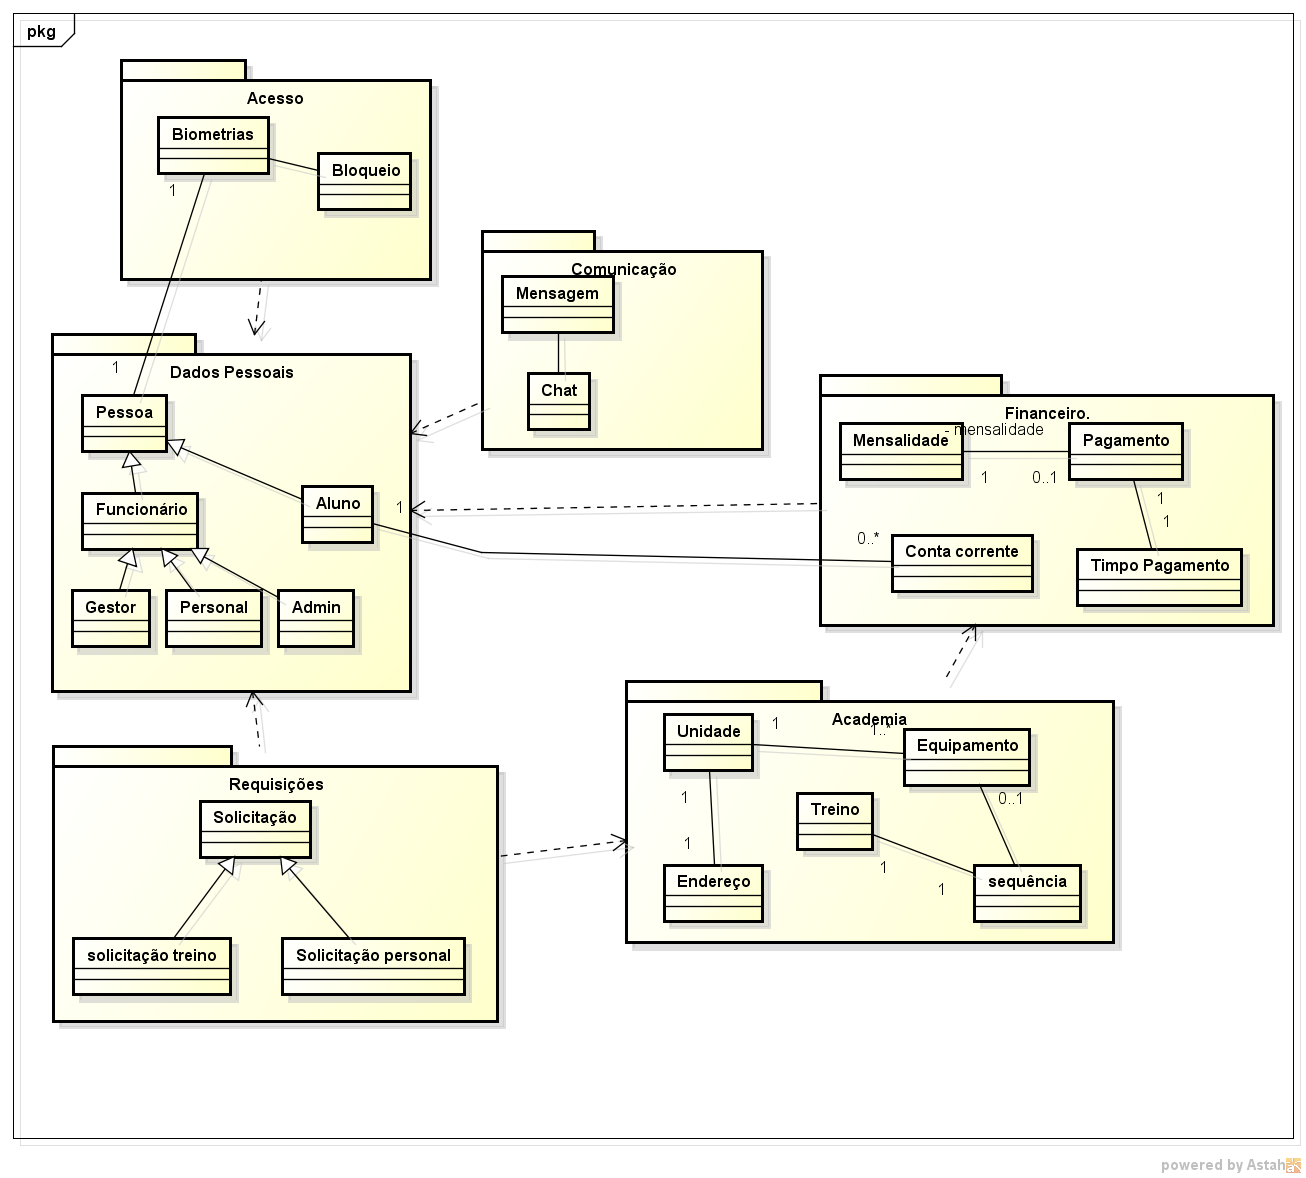 pkg
Acesso
Biometrias
Bloqueio
1
1
Comunicação
Mensagem
Chat
Dados Pessoais
Pessoa
Funcionário
Aluno
1
Gestor
Personal
Admin
Financeiro.
- mensalidade
Mensalidade
Pagamento
1
0..1
1
1
0..*
Conta corrente
Timpo Pagamento
Academia
Unidade
1
1..*
Equipamento
1
0..1
Treino
1
1
1
Endereço
sequência
Requisições
Solicitação
solicitação treino
Solicitação personal
powered by Astah